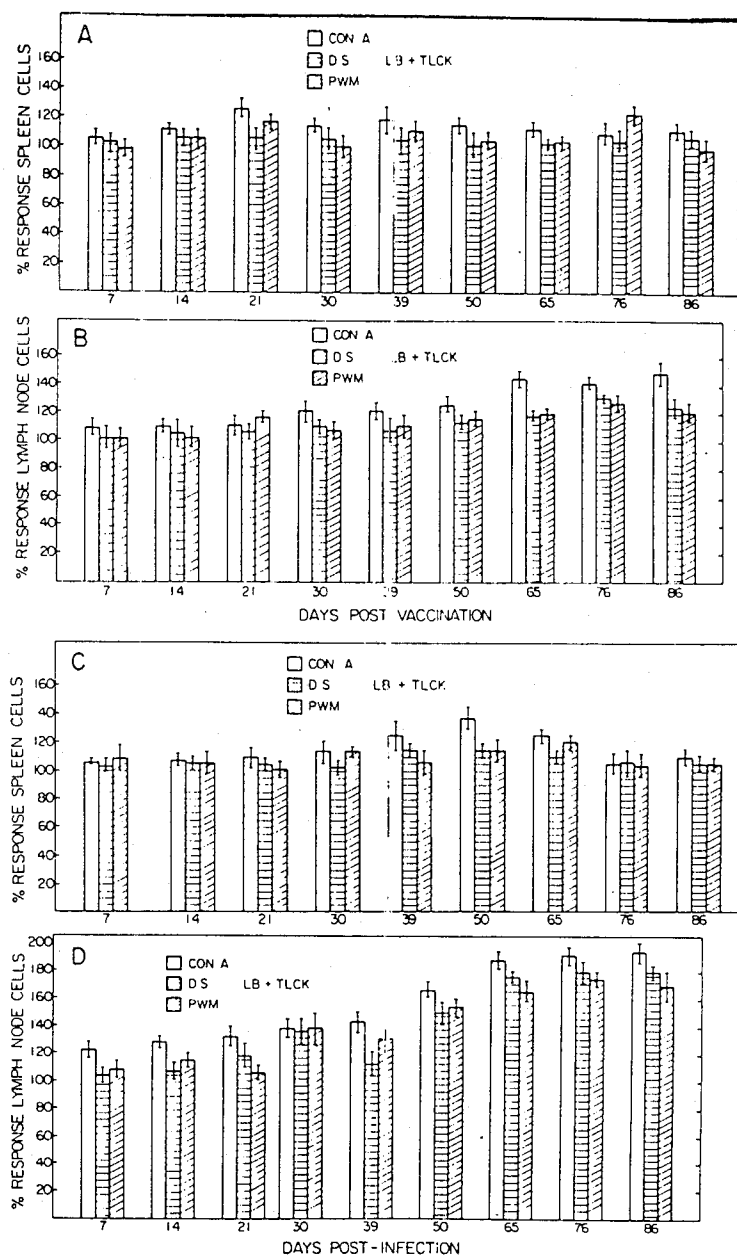 A
CON A
DS LB + TLCK
PWM
% RESPONSE SPLEEN CELLS
160
120
100
80
60
40
20
7 14 21 30 39 50 65 76 86
B
CON A
DS LB + TLCK
PWM
% RESPONSE LYMPH NODE CELLS
160
120
100
80
60
40
20
7 14 21 30 39 50 65 76 86
DAYS POST VACCINATION
C
CON A
DS LB + TLCK
PWM
% RESPONSE SPLEEN CELLS
160
120
100
80
60
40
20
7 14 21 30 39 50 65 76 86
D
CON A
DS LB + TLCK
PWM
% RESPONSE LYMPH NODE CELLS
200
180
160
140
120
100
80
60
40
20
7 14 21 30 39 50 65 76 86
DAYS POST-INFECTION